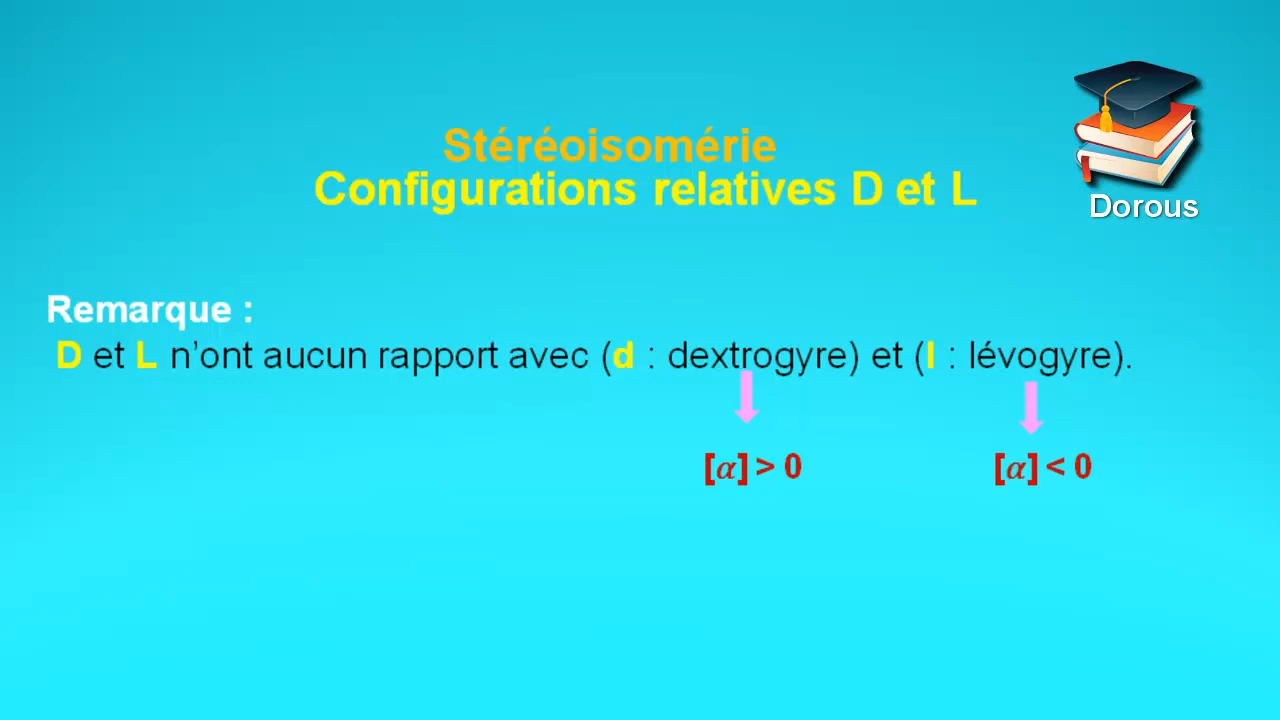 Stéréoisomérie
Configurations relatives D et L
Dorous
Remarque :
D et L n’ont aucun rapport avec (d : dextrogyre) et (l : lévogyre).
[α] > 0 [α] < 0